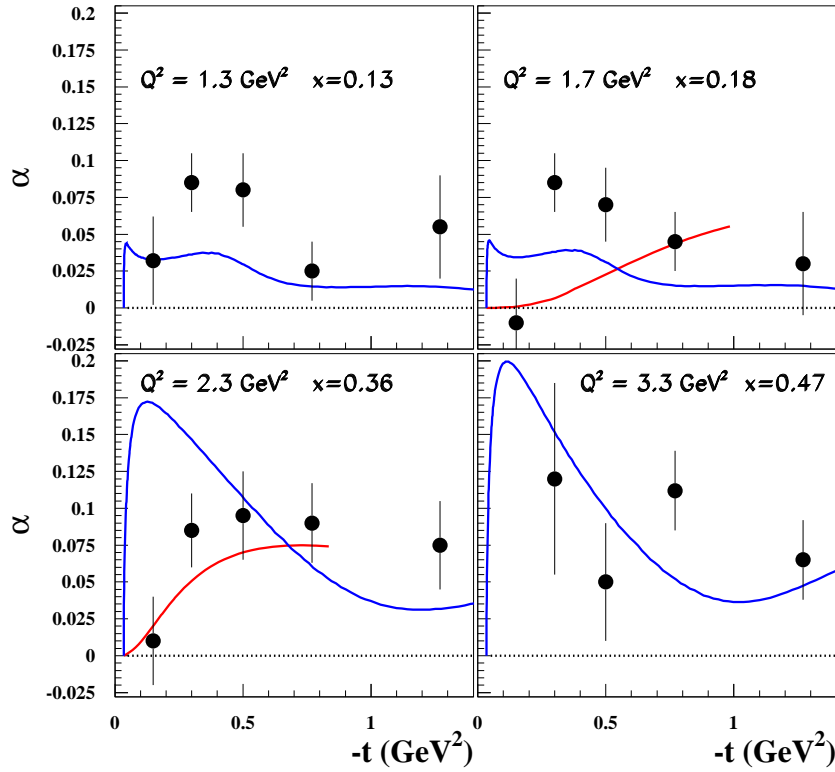 0.2
0.175
0.15
0.125
0.1
0.075
0.05
0.025
0
-0.025
α
Q² = 1.3 GeV² x=0.13
Q² = 1.7 GeV² x=0.18
0.2
0.175
0.15
0.125
0.1
0.075
0.05
0.025
0
-0.025
α
Q² = 2.3 GeV² x=0.36
Q² = 3.3 GeV² x=0.47
0 0.5 1
0 0.5 1
-t (GeV²)
-t (GeV²)